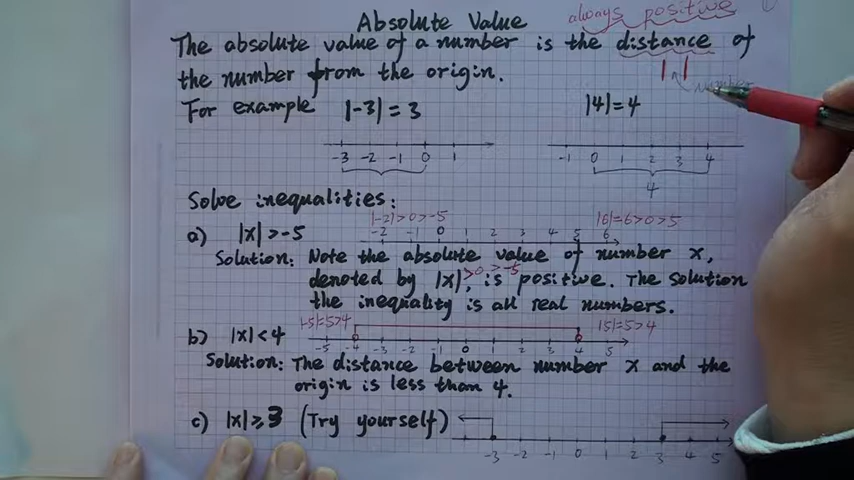 Absolute Value
always positive
The absolute value of a number is the distance of
| |
number
the number from the origin.
For example |-3| = 3 |4| = 4
-3 -2 -1 0 1
-1 0 1 2 3 4
4
Solve inequalities:
|-2| > 0 > -5 |6| = 6 > 0 > 5
a) |x| > -5
-2 -1 0 1 2 3 4 5 6
Solution: Note the absolute value of number x,
denoted by |x|, is positive. The solution
>0 > -5
the inequality is all real numbers.
|-5| = 5 > 4 |5| = 5 > 4
b) |x| < 4
-5 -4 -3 -2 -1 0 1 2 3 4 5
Solution: The distance between number x and the
origin is less than 4.
c) |x| ≥ 3 (Try yourself)
-3 -2 -1 0 1 2 3 4 5